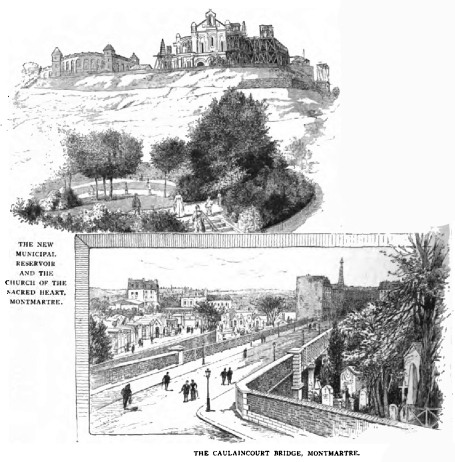 THE NEW
MUNICIPAL
RESERVOIR
AND THE
CHURCH OF THE
SACRED HEART,
MONTMARTRE.
THE CAULAINCOURT BRIDGE, MONTMARTRE.